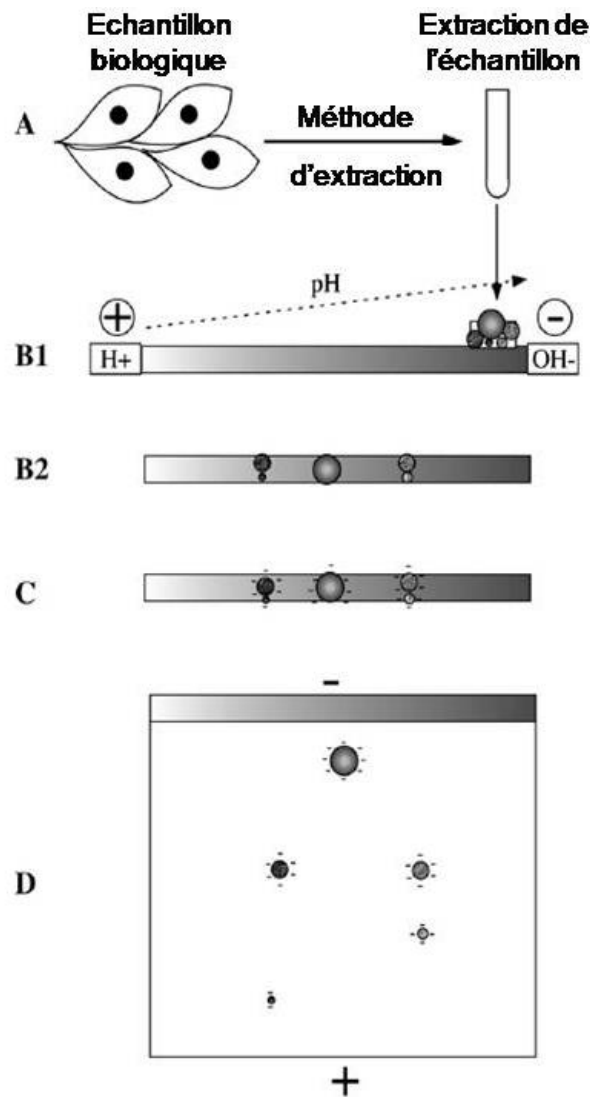 Echantillon
biologique
Extraction de
l'échantillon
A
Méthode
d'extraction
pH
+
-
B1
H+
OH-
B2
C
-
D
+